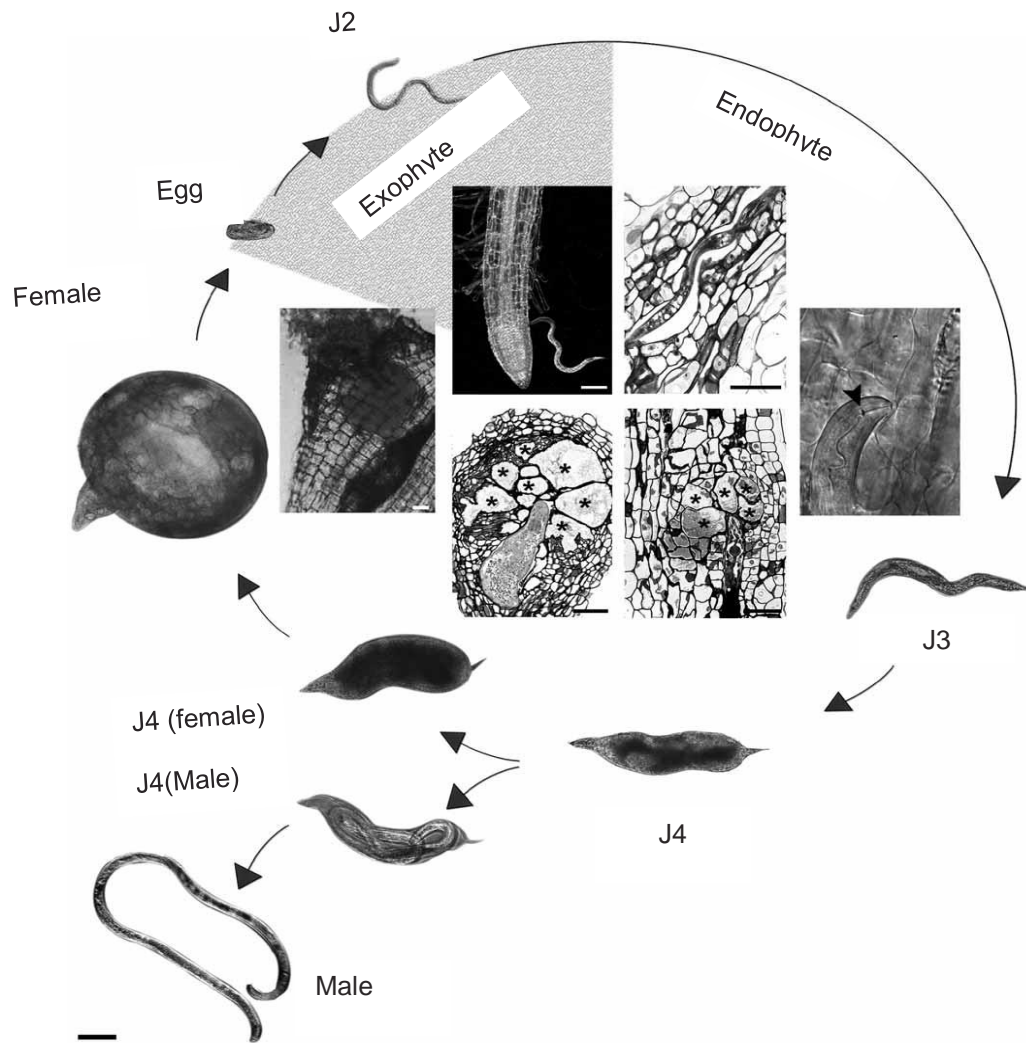 J2
Endophyte
Exophyte
Egg
Female
J3
J4 (female)
J4(Male)
J4
Male